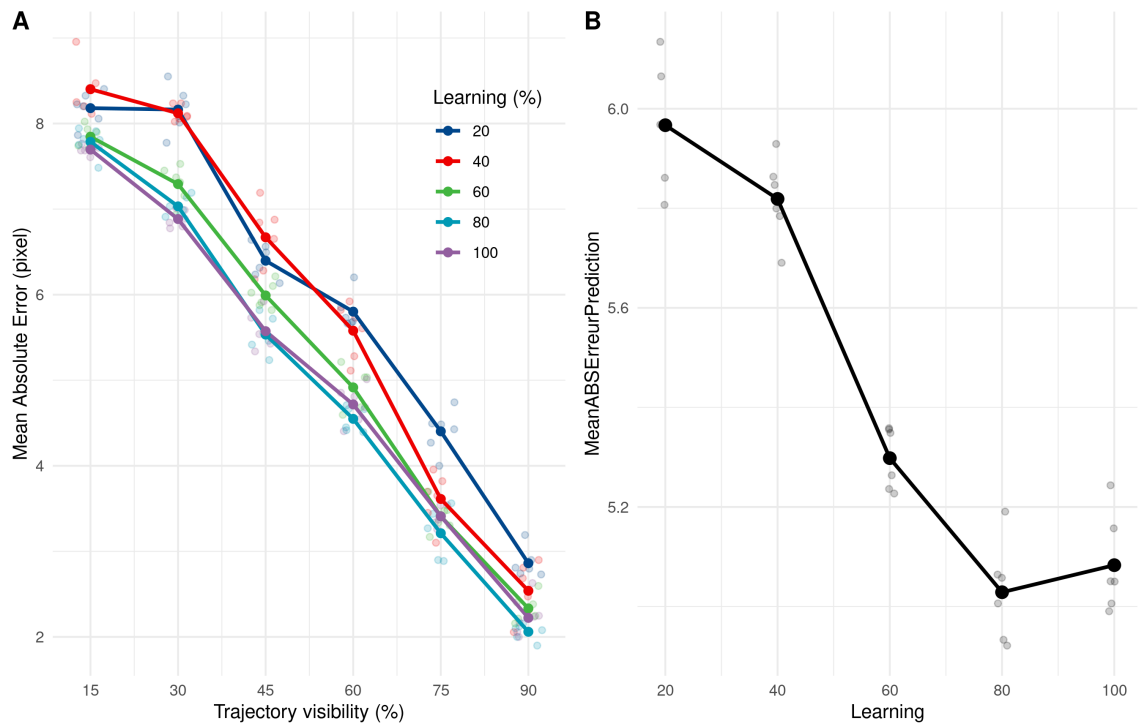 A
Mean Absolute Error (pixel)
8
6
4
2
15 30 45 60 75 90
Trajectory visibility (%)
Learning (%)
20
40
60
80
100
B
MeanABSErreurPrediction
6.0
5.6
5.2
20 40 60 80 100
Learning